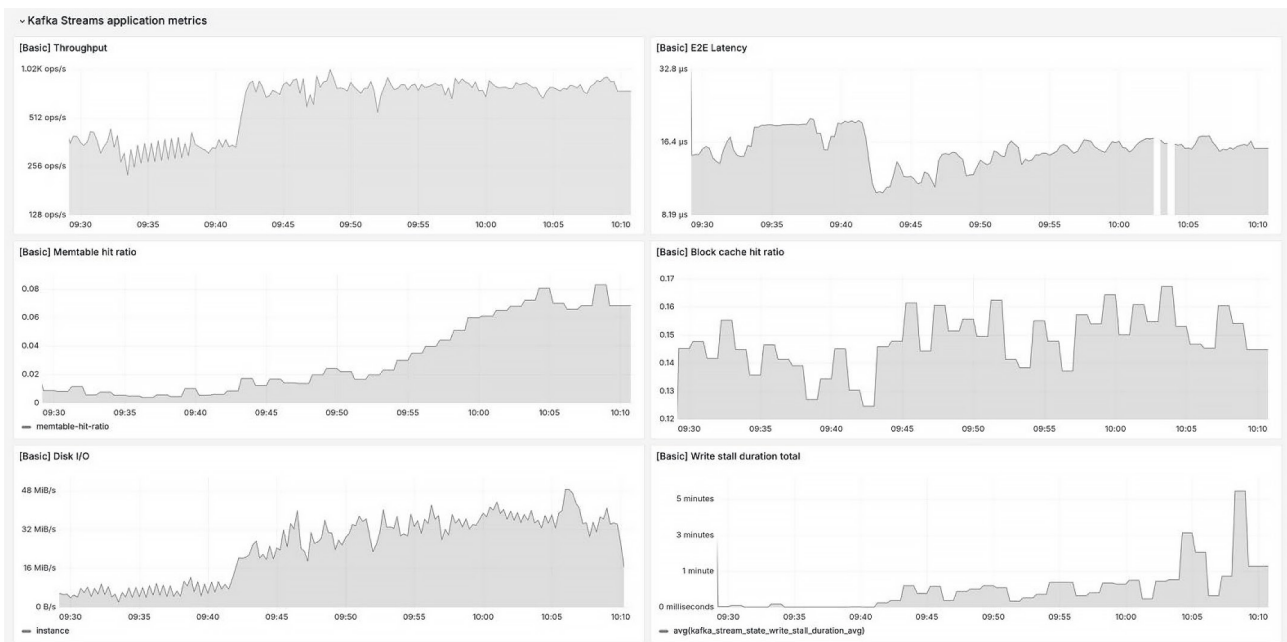 Kafka Streams application metrics
[Basic] Throughput
1.02K ops/s
512 ops/s
256 ops/s
128 ops/s
09:30 09:35 09:40 09:45 09:50 09:55 10:00 10:05 10:10
[Basic] E2E Latency
32.8 µs
16.4 µs
8.19 µs
09:30 09:35 09:40 09:45 09:50 09:55 10:00 10:05 10:10
[Basic] Memtable hit ratio
0.08
0.06
0.04
0.02
0
09:30 09:35 09:40 09:45 09:50 09:55 10:00 10:05 10:10
memtable-hit-ratio
[Basic] Block cache hit ratio
0.17
0.16
0.15
0.14
0.13
0.12
09:30 09:35 09:40 09:45 09:50 09:55 10:00 10:05 10:10
[Basic] Disk I/O
48 MiB/s
32 MiB/s
16 MiB/s
0 B/s
09:30 09:35 09:40 09:45 09:50 09:55 10:00 10:05 10:10
instance
[Basic] Write stall duration total
5 minutes
3 minutes
1 minute
0 milliseconds
09:30 09:35 09:40 09:45 09:50 09:55 10:00 10:05 10:10
avg(kafka_stream_state_write_stall_duration_avg)